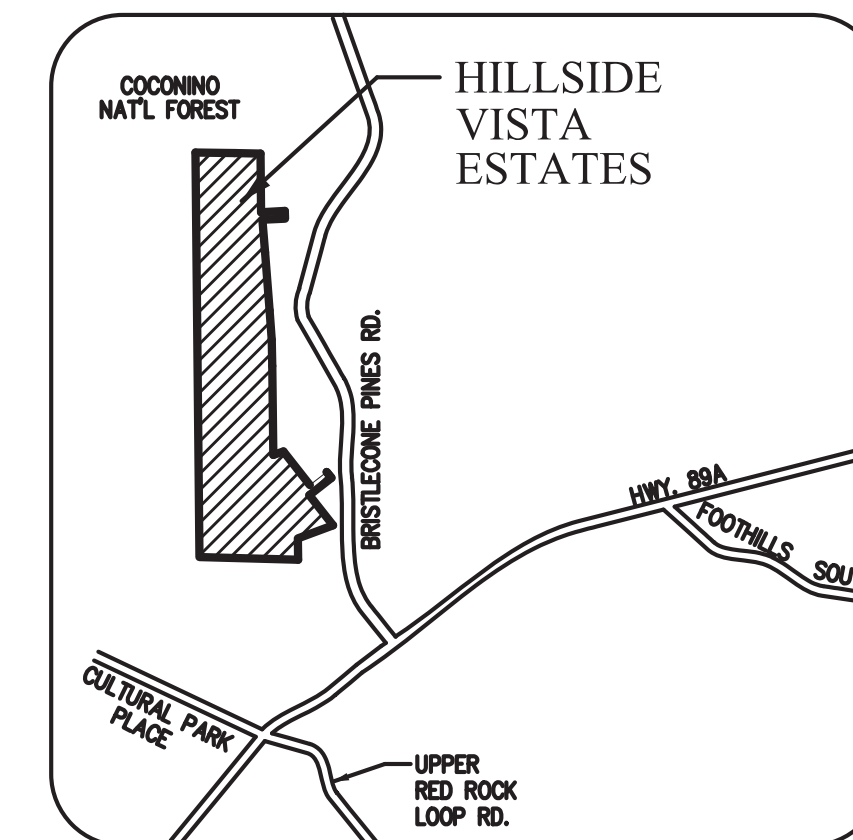 COCONINO
NAT'L FOREST
HILLSIDE
VISTA
ESTATES
BRISTLECONE PINES RD.
HWY. 89A
FOOTHILLS SOU
CULTURAL PARK
PLACE
UPPER
RED ROCK
LOOP RD.